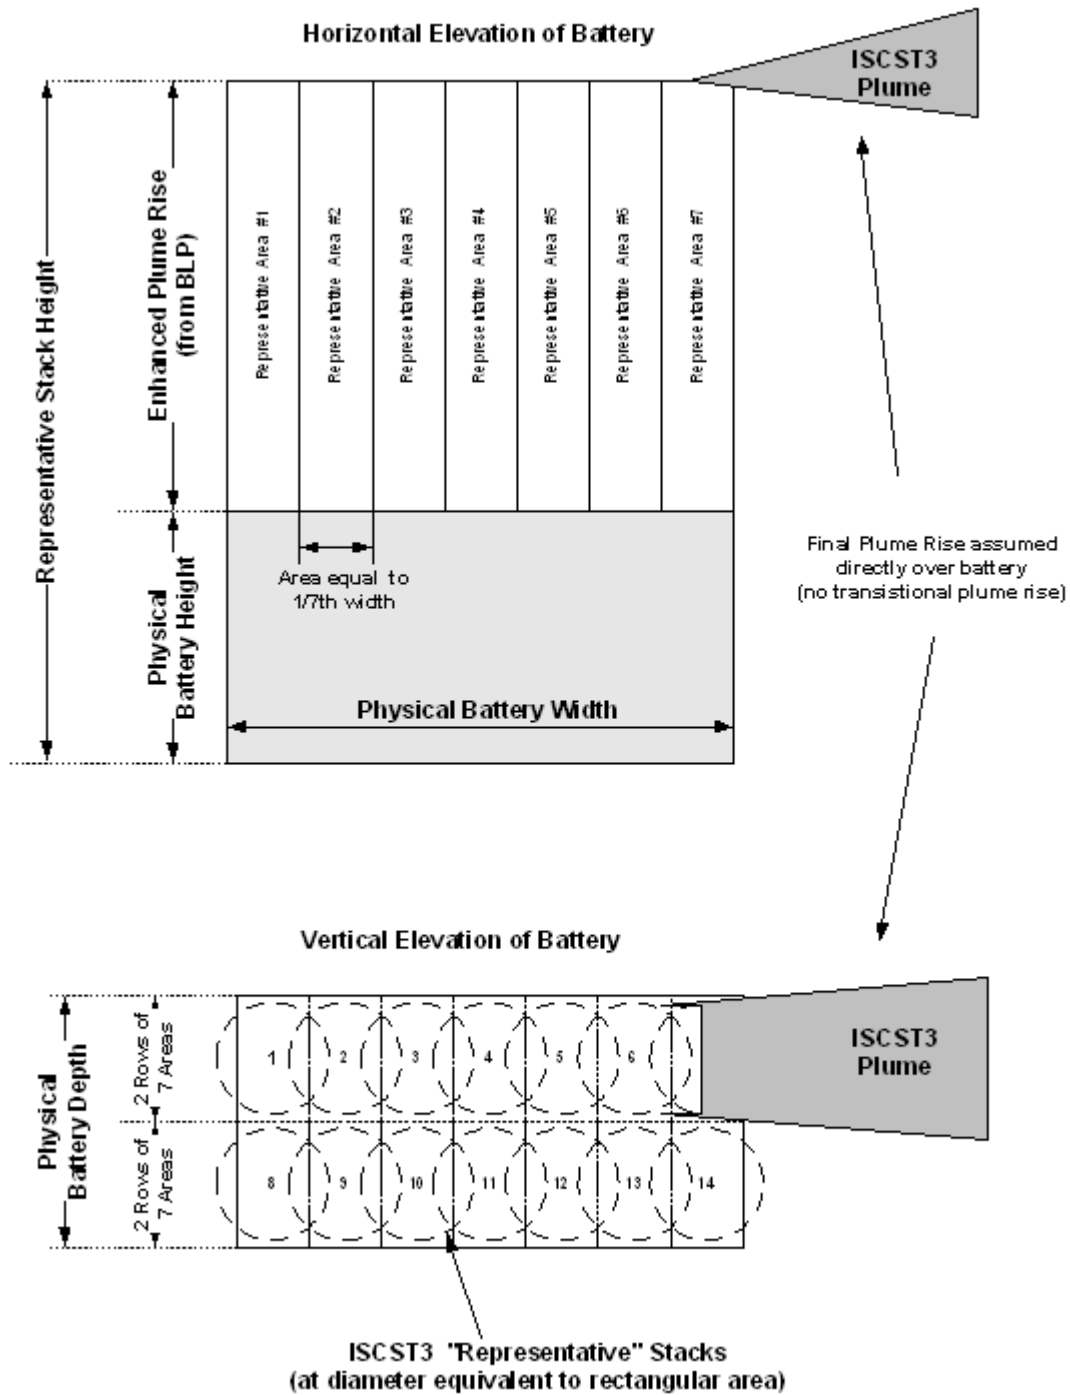 Horizontal Elevation of Battery
ISCST3
Plume
Representative Stack Height
Enhanced Plume Rise
(from BLP)
Representative Area #1
Representative Area #2
Representative Area #3
Representative Area #4
Representative Area #5
Representative Area #6
Representative Area #7
Physical
Battery Height
Area equal to
1/7th width
Physical Battery Width
Final Plume Rise assumed
directly over battery
(no transistional plume rise)
Vertical Elevation of Battery
Physical
Battery Depth
2 Rows of
7 Areas
2 Rows of
7 Areas
1 2 3 4 5 6
8 9 10 11 12 13 14
ISCST3
Plume
ISCST3 "Representative" Stacks
(at diameter equivalent to rectangular area)